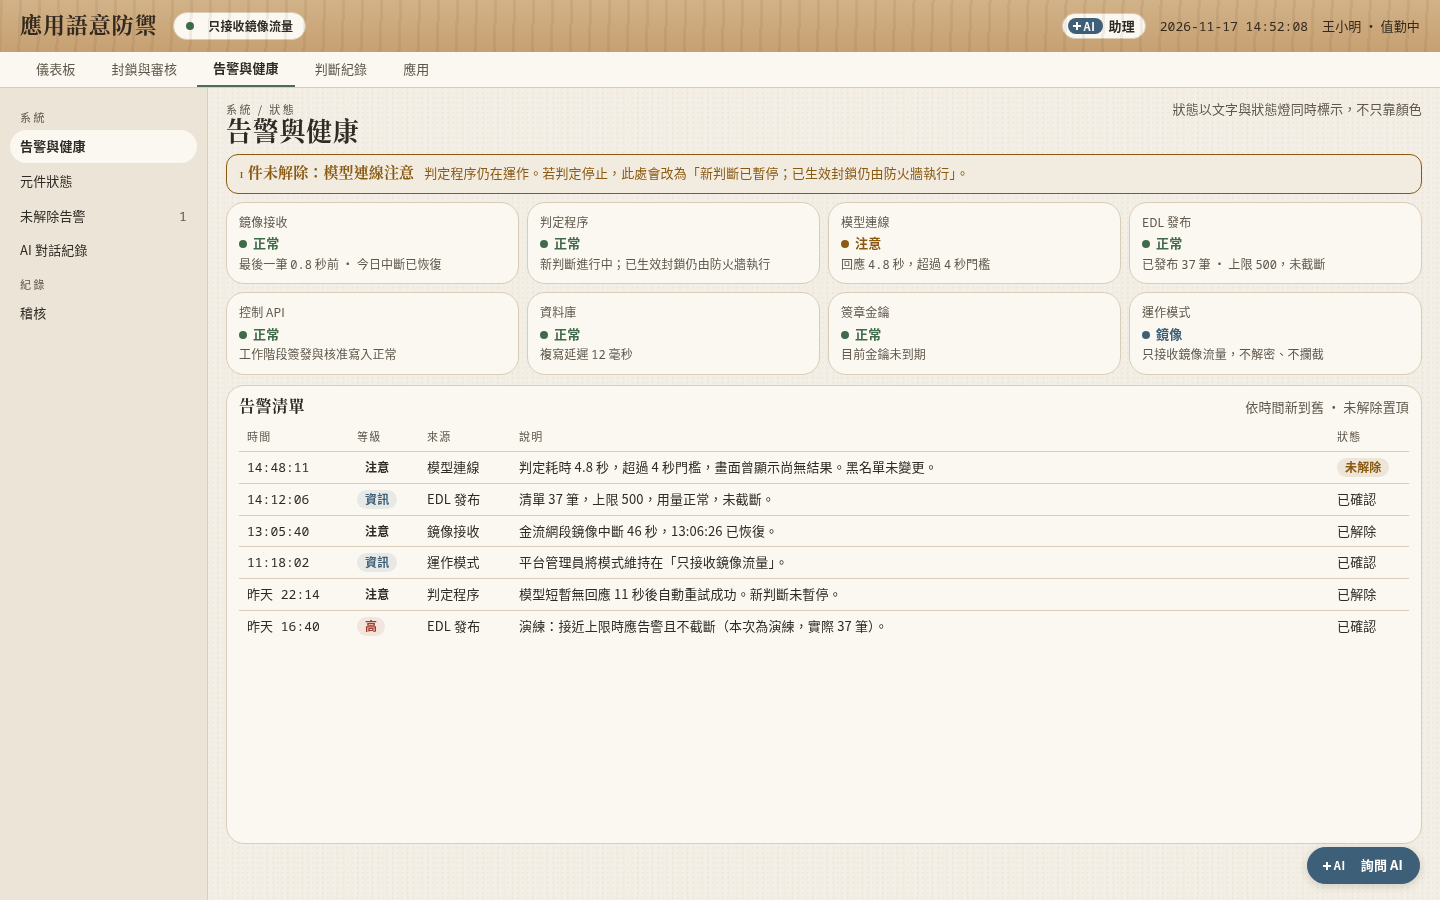 應用語意防禦 只接收鏡像流量 +AI 助理 2026-11-17 14:52:08 王小明 · 值勤中
儀表板 封鎖與審核 告警與健康 判斷紀錄 應用
系統
告警與健康
元件狀態
未解除告警 1
AI 對話紀錄
紀錄
稽核
系統 / 狀態
告警與健康
狀態以文字與狀態燈同時標示，不只靠顏色
1 件未解除：模型連線注意 判定程序仍在運作。若判定停止，此處會改為「新判斷已暫停；已生效封鎖仍由防火牆執行」。
鏡像接收
正常
最後一筆 0.8 秒前 · 今日中斷已恢復
判定程序
正常
新判斷進行中；已生效封鎖仍由防火牆執行
模型連線
注意
回應 4.8 秒，超過 4 秒門檻
EDL 發布
正常
已發布 37 筆 · 上限 500，未截斷
控制 API
正常
工作階段簽發與核准寫入正常
資料庫
正常
複寫延遲 12 毫秒
簽章金鑰
正常
目前金鑰未到期
運作模式
鏡像
只接收鏡像流量，不解密、不攔截
告警清單 依時間新到舊 · 未解除置頂
時間 等級 來源 說明 狀態
14:48:11 注意 模型連線 判定耗時 4.8 秒，超過 4 秒門檻，畫面曾顯示尚無結果。黑名單未變更。 未解除
14:12:06 資訊 EDL 發布 清單 37 筆，上限 500，用量正常，未截斷。 已確認
13:05:40 注意 鏡像接收 金流網段鏡像中斷 46 秒，13:06:26 已恢復。 已解除
11:18:02 資訊 運作模式 平台管理員將模式維持在「只接收鏡像流量」。 已確認
昨天 22:14 注意 判定程序 模型短暫無回應 11 秒後自動重試成功。新判斷未暫停。 已解除
昨天 16:40 高 EDL 發布 演練：接近上限時應告警且不截斷（本次為演練，實際 37 筆）。 已確認
+AI 詢問 AI